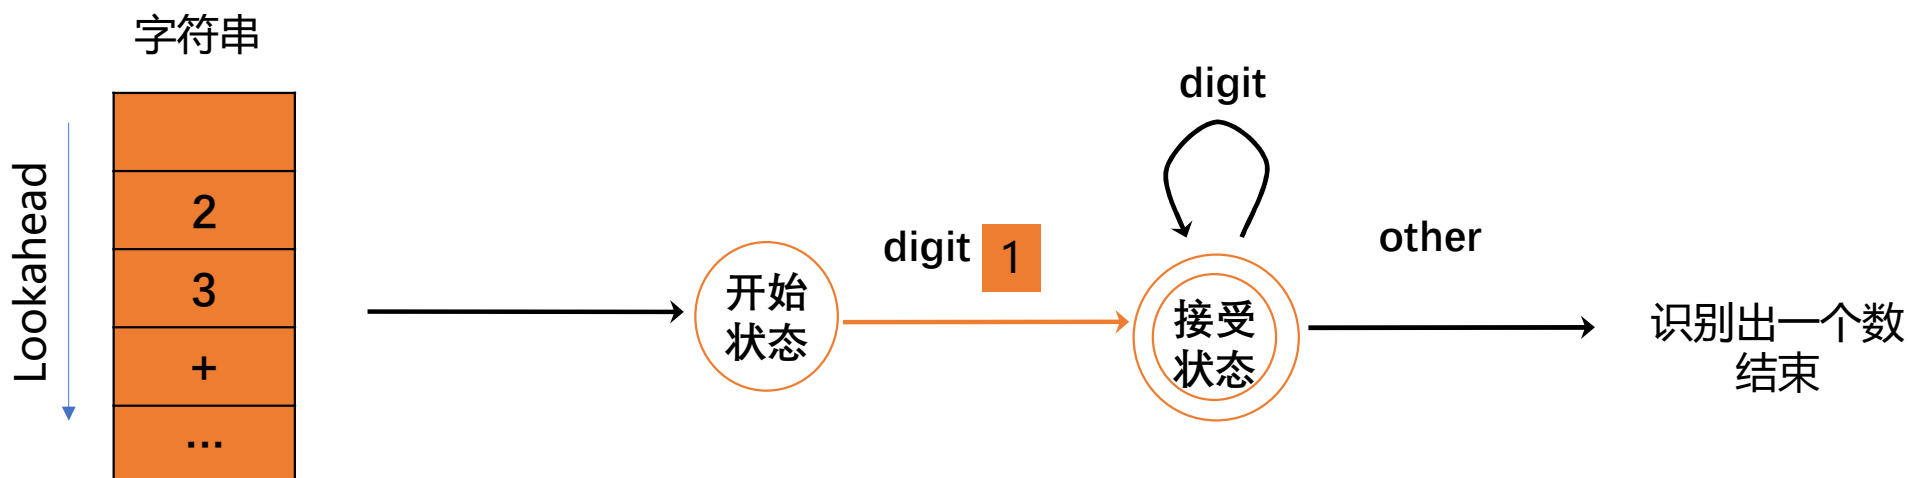 字符串
Lookahead
2
3
+
...
开始
状态
digit 1
digit
接受
状态
other
识别出一个数
结束